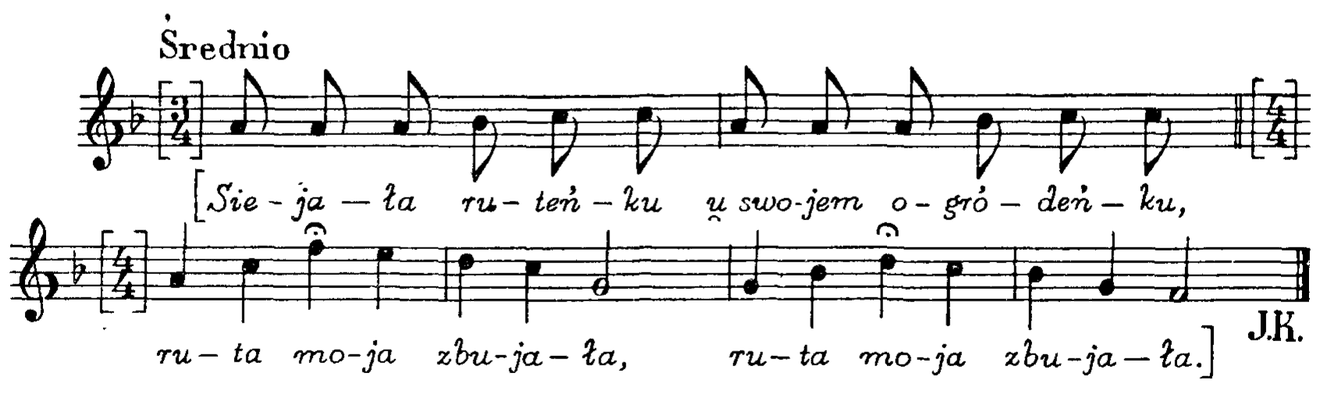 Średnio
[Sie-ja-ła ru-teń-ku u̯ swo-jem o-gró-deń-ku,
ru-ta mo-ja zbu-ja-ła, ru-ta mo-ja zbu-ja-ła.]
J.K.